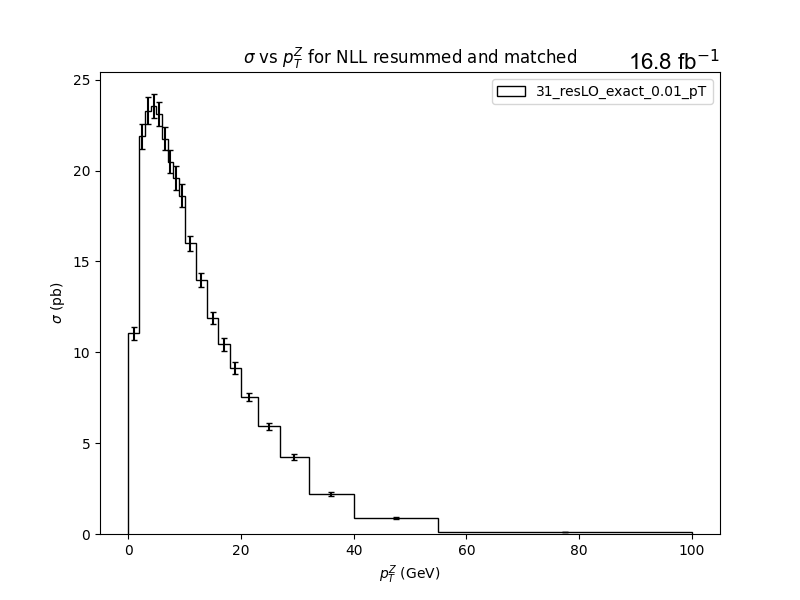 σ vs p_T^Z for NLL resummed and matched
16.8 fb⁻¹
31_resLO_exact_0.01_pT
25
20
15
10
5
0
σ (pb)
0 20 40 60 80 100
p_T^Z (GeV)